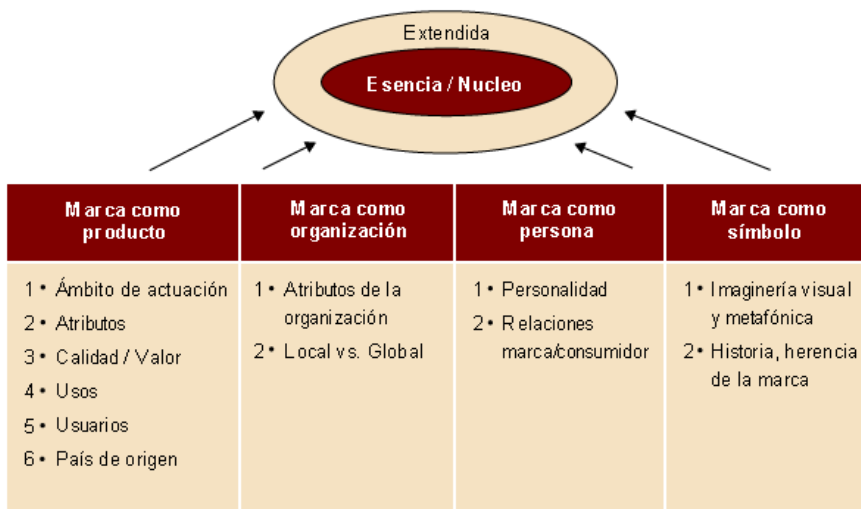 Extendida
Esencia / Nucleo
Marca como
producto
Marca como
organización
Marca como
persona
Marca como
símbolo
1 • Ámbito de actuación
2 • Atributos
3 • Calidad / Valor
4 • Usos
5 • Usuarios
6 • País de origen
1 • Atributos de la
organización
2 • Local vs. Global
1 • Personalidad
2 • Relaciones
marca/consumidor
1 • Imaginería visual
y metafónica
2 • Historia, herencia
de la marca